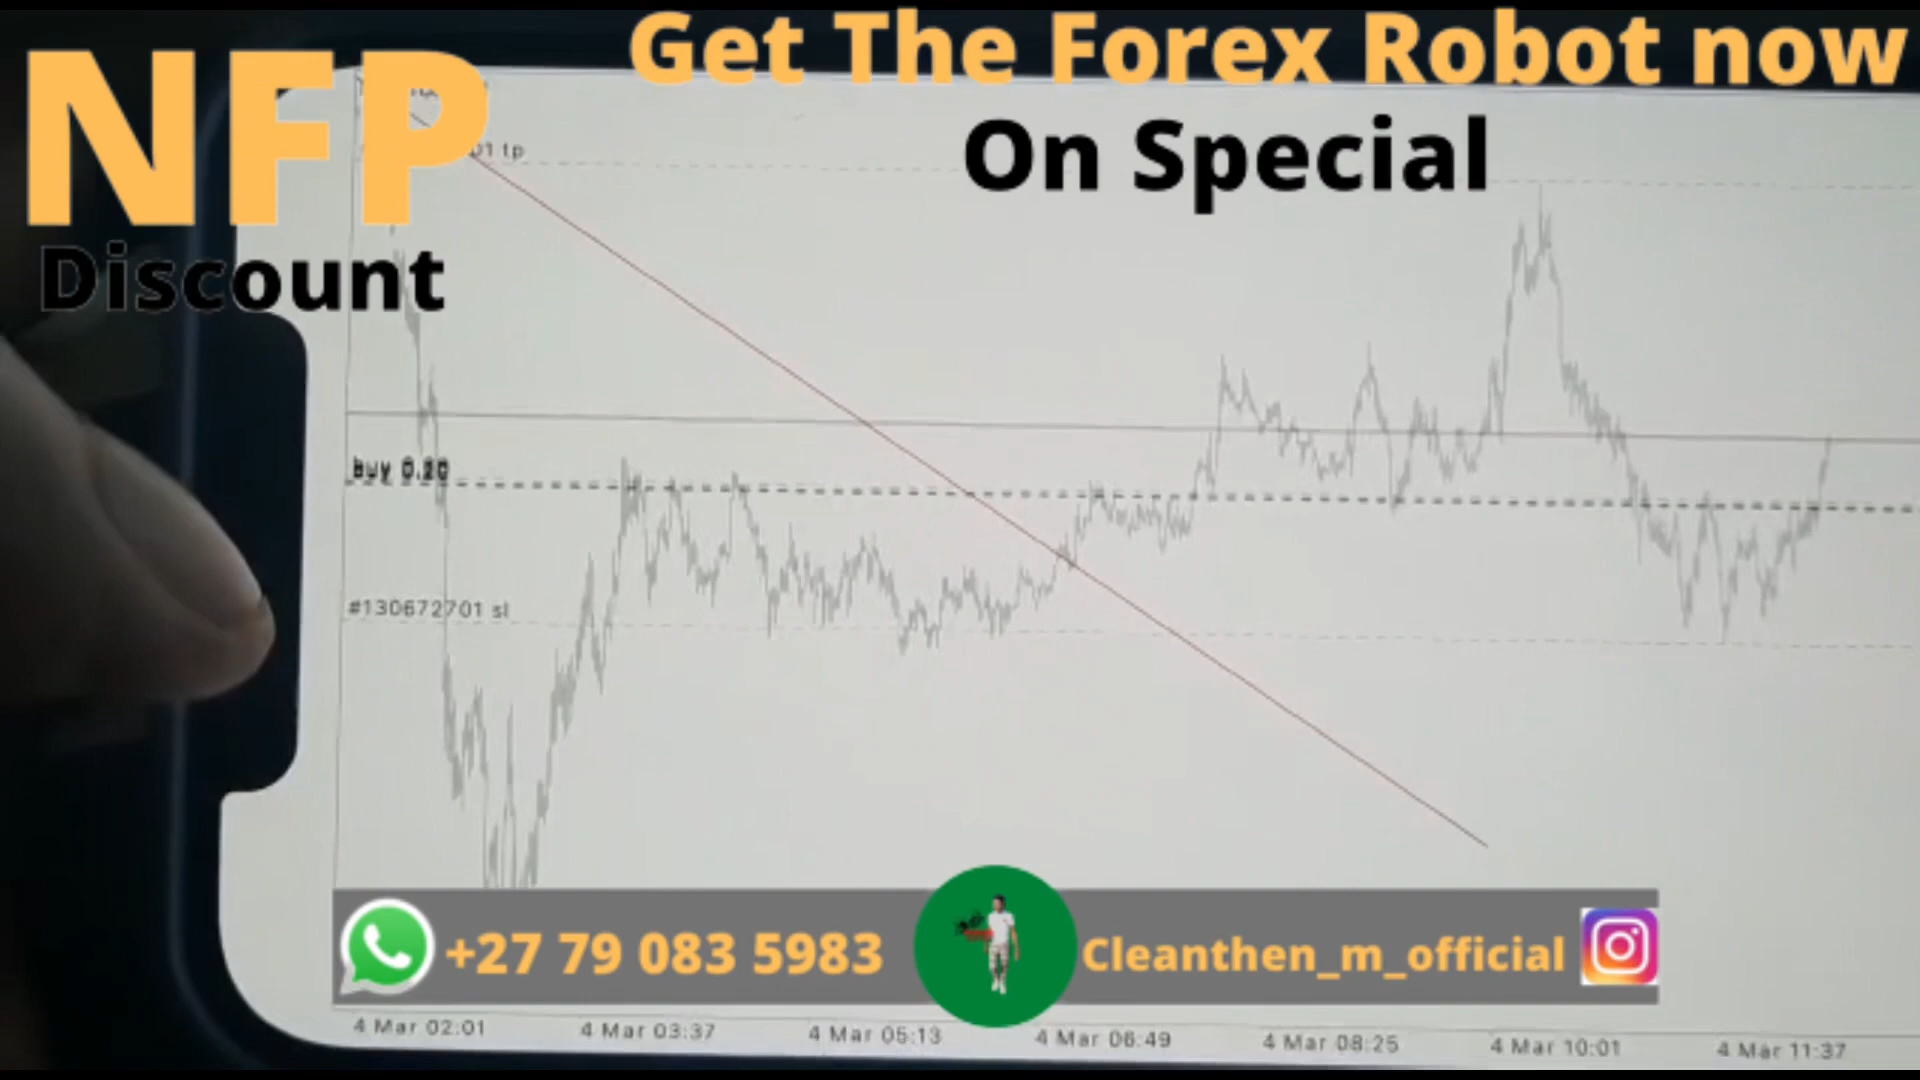 Get The Forex Robot now
NFP
On Special
Discount
01 tp
buy 0.20
#130672701 sl
+27 79 083 5983
Cleanthen_m_official
4 Mar 02:01
4 Mar 03:37
4 Mar 05:13
4 Mar 06:49
4 Mar 08:25
4 Mar 10:01
4 Mar 11:37